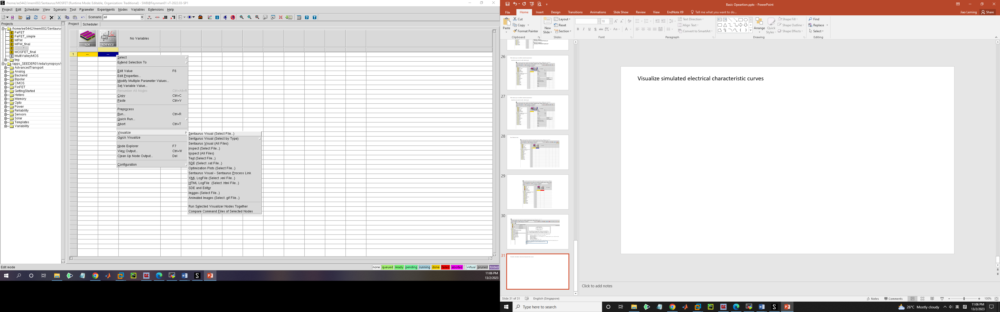 /home/ee5442/imem002/Sentaurus/MOSFET (Runtime Mode: Editable, Organization: Traditional) - SWB@Feynman01 vT-2022.03-SP1
Project Edit Scheduler View Scenario Tool Parameter Experiments Nodes Variables Extensions Help
Scenario: all
Projects
/home/ee5442/imem002/Sentaurus
FeFET
FeFET_simple
MFM
MFM_final
MOSFET_final
MultiValleyMOS
tmp
/apps_SEEDER01/eda/synopsys/s
AdvancedTransport
Analog
Backend
Bipolar
CMOS
FinFET
GettingStarted
Hetero
Memory
Opto
Power
Reliability
Sensors
Solar
Templates
Variability
Project Scheduler
SDE SDEVICE No Variables
1 -- --
Select
Extend Selection To
Edit Value F6
Edit Properties...
Modify Multiple Parameter Values...
Set Variable Value...
Renumber All Nodes Ctrl+Alt+R
Copy Ctrl+C
Paste Ctrl+V
Preprocess
Run... Ctrl+R
Quick Run...
Abort Ctrl+T
Visualize
Quick Visualize
Node Explorer F7
View Output... Ctrl+W
Clean Up Node Output... Del
Configuration
Sentaurus Visual (Select File...)
Sentaurus Visual (Select by Type)
Sentaurus Visual (All Files)
Inspect (Select File...)
Inspect (All Files)
Text (Select File...)
SDE (Select .sat File...)
Optimization Plots (Select File...)
Sentaurus Visual - Sentaurus Process Link
XML LogFile (Select .xml File...)
HTML LogFile (Select .html File...)
SDE and Editor
Images (Select File...)
Animated Images (Select .gif File...)
Run Selected Visualizer Nodes Together
Compare Command Files of Selected Nodes
Edit mode
none queued ready pending running done failed aborted virtual pruned folded
11:06 PM
13/2/2023
Basic Opeartion.pptx - PowerPoint
File Home Insert Design Transitions Animations Slide Show Review View EndNote X9 Tell me what you want to do...
Jiao Leming Share
Paste
Cut
Copy
Format Painter
Clipboard
New Slide
Layout
Reset
Section
Slides
18
Font
Text Direction
Align Text
Convert to SmartArt
Paragraph
Arrange
Quick Styles
Shape Fill
Shape Outline
Shape Effects
Drawing
Find
Replace
Select
Editing
26
27
28
29
30
31
Visualize simulated electrical characteristic curves
Click to add notes
Slide 31 of 31 English (Singapore)
Notes Comments 100%
Type here to search
26°C Mostly cloudy 英 拼
11:06 PM
13/2/2023